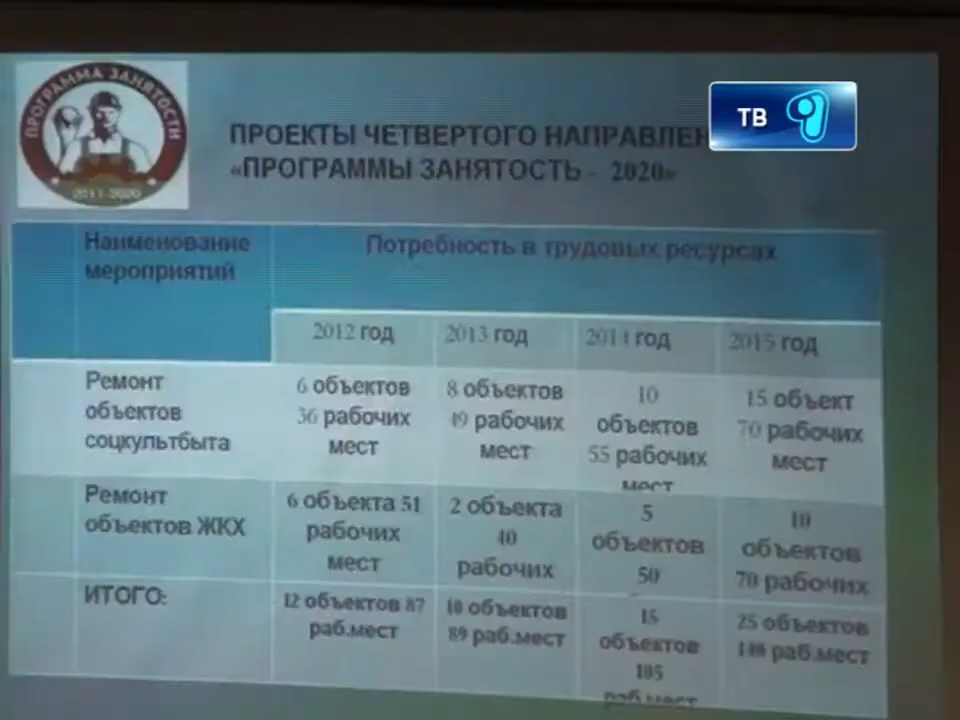 ПРОГРАММА ЗАНЯТОСТИ
2011-2020
ТВ
ПРОЕКТЫ ЧЕТВЕРТОГО НАПРАВЛЕН
«ПРОГРАММЫ ЗАНЯТОСТЬ - 2020»
Наименование
мероприятий
Потребность в трудовых ресурсах
2012 год
2013 год
2014 год
2015 год
Ремонт
объектов
соцкультбыта
6 объектов
36 рабочих
мест
8 объектов
49 рабочих
мест
10
объектов
55 рабочих
мест
15 объект
70 рабочих
мест
Ремонт
объектов ЖКХ
6 объекта 51
рабочих
мест
2 объекта
40
рабочих
5
объектов
50
10
объектов
70 рабочих
ИТОГО:
12 объектов 87
раб.мест
10 объектов
89 раб.мест
15
объектов
105
раб.мест
25 объектов
140 раб.мест